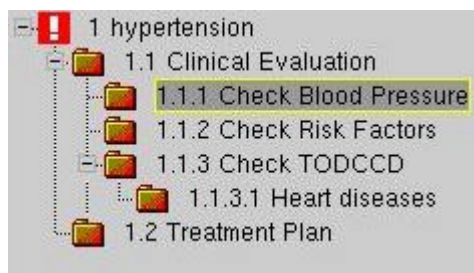 1 hypertension
1.1 Clinical Evaluation
1.1.1 Check Blood Pressure
1.1.2 Check Risk Factors
1.1.3 Check TODCCD
1.1.3.1 Heart diseases
1.2 Treatment Plan